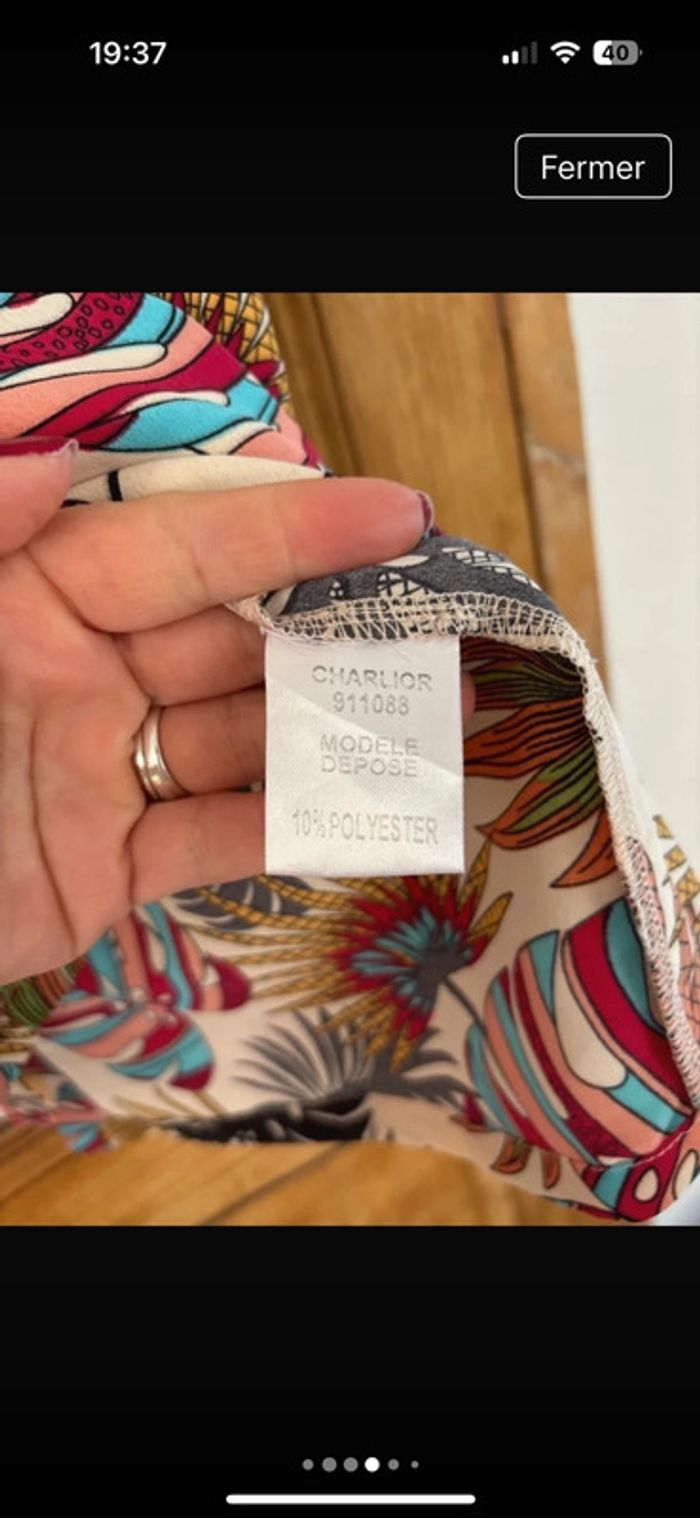 19:37
40
Fermer
CHARLIOR
911088
MODELE
DEPOSE
10% POLYESTER